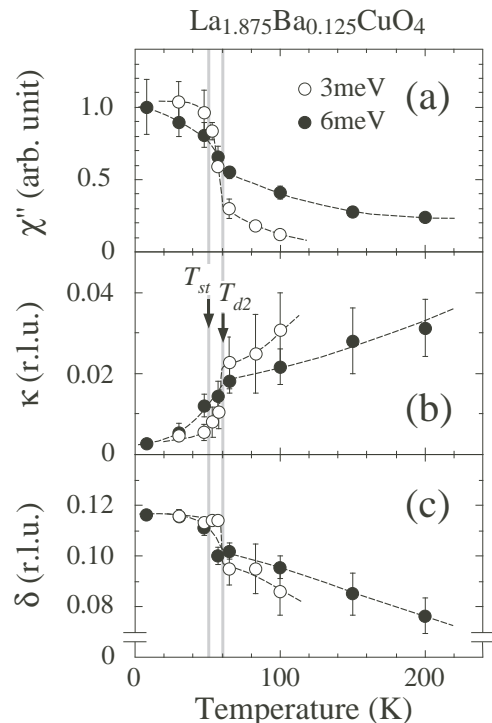 La1.875Ba0.125CuO4
3meV
6meV
(a)
1.0
0.5
0
χ" (arb. unit)
Tst
Td2
0.04
0.02
0
κ (r.l.u.)
(b)
(c)
0.12
0.10
0.08
0
δ (r.l.u.)
0
100
200
Temperature (K)